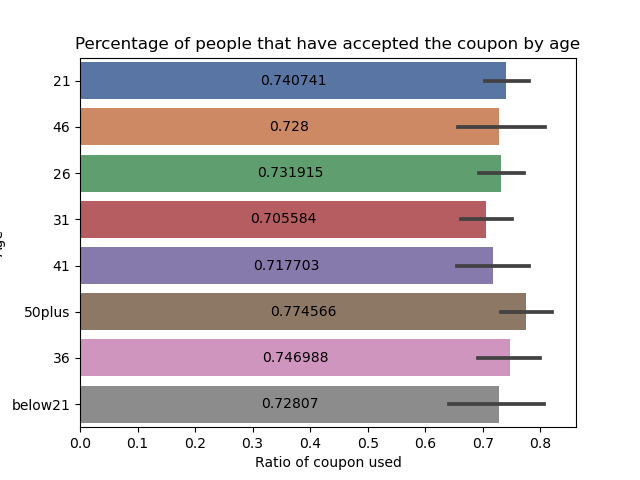 Percentage of people that have accepted the coupon by age
21
0.740741
46
0.728
26
0.731915
31
0.705584
41
0.717703
50plus
0.774566
36
0.746988
below21
0.72807
0.0 0.1 0.2 0.3 0.4 0.5 0.6 0.7 0.8
Ratio of coupon used